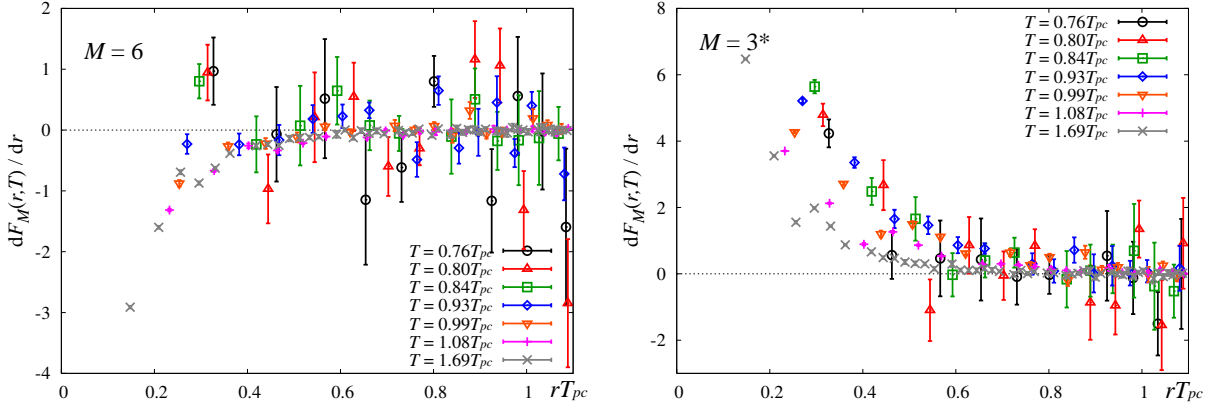 M = 6
dF_M(r,T) / dr
2
1
0
-1
-2
-3
-4
T = 0.76T_pc
T = 0.80T_pc
T = 0.84T_pc
T = 0.93T_pc
T = 0.99T_pc
T = 1.08T_pc
T = 1.69T_pc
0 0.2 0.4 0.6 0.8 1 rT_pc
M = 3*
dF_M(r,T) / dr
8
6
4
2
0
-2
T = 0.76T_pc
T = 0.80T_pc
T = 0.84T_pc
T = 0.93T_pc
T = 0.99T_pc
T = 1.08T_pc
T = 1.69T_pc
0 0.2 0.4 0.6 0.8 1 rT_pc